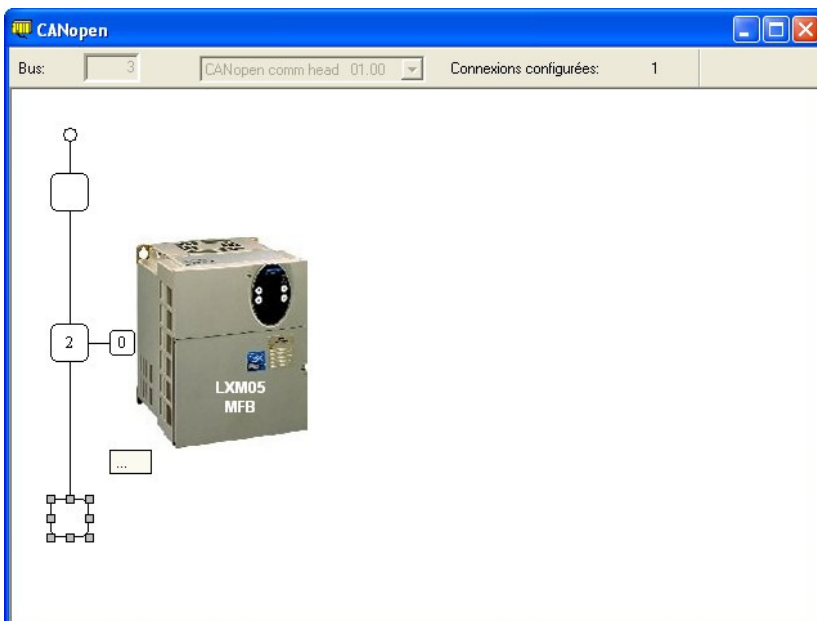 CANopen
Bus: 3 CANopen comm head 01.00 Connexions configurées: 1
2 0
LXM05
MFB
...